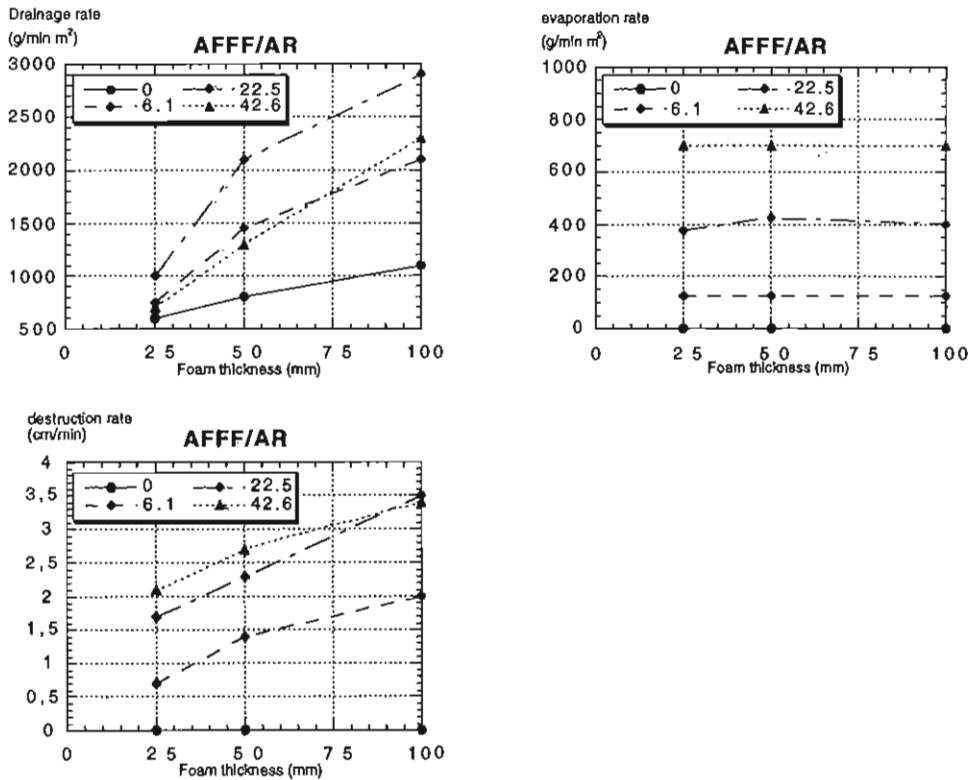 Drainage rate
(g/min m²)
AFFF/AR
0 22.5
6.1 42.6
3000
2500
2000
1500
1000
500
0 25 50 75 100
Foam thickness (mm)
evaporation rate
(g/min m²)
AFFF/AR
0 22.5
6.1 42.6
1000
800
600
400
200
0
0 25 50 75 100
Foam thickness (mm)
destruction rate
(cm/min)
AFFF/AR
0 22.5
6.1 42.6
4
3,5
3
2,5
2
1,5
1
0,5
0
0 25 50 75 100
Foam thickness (mm)